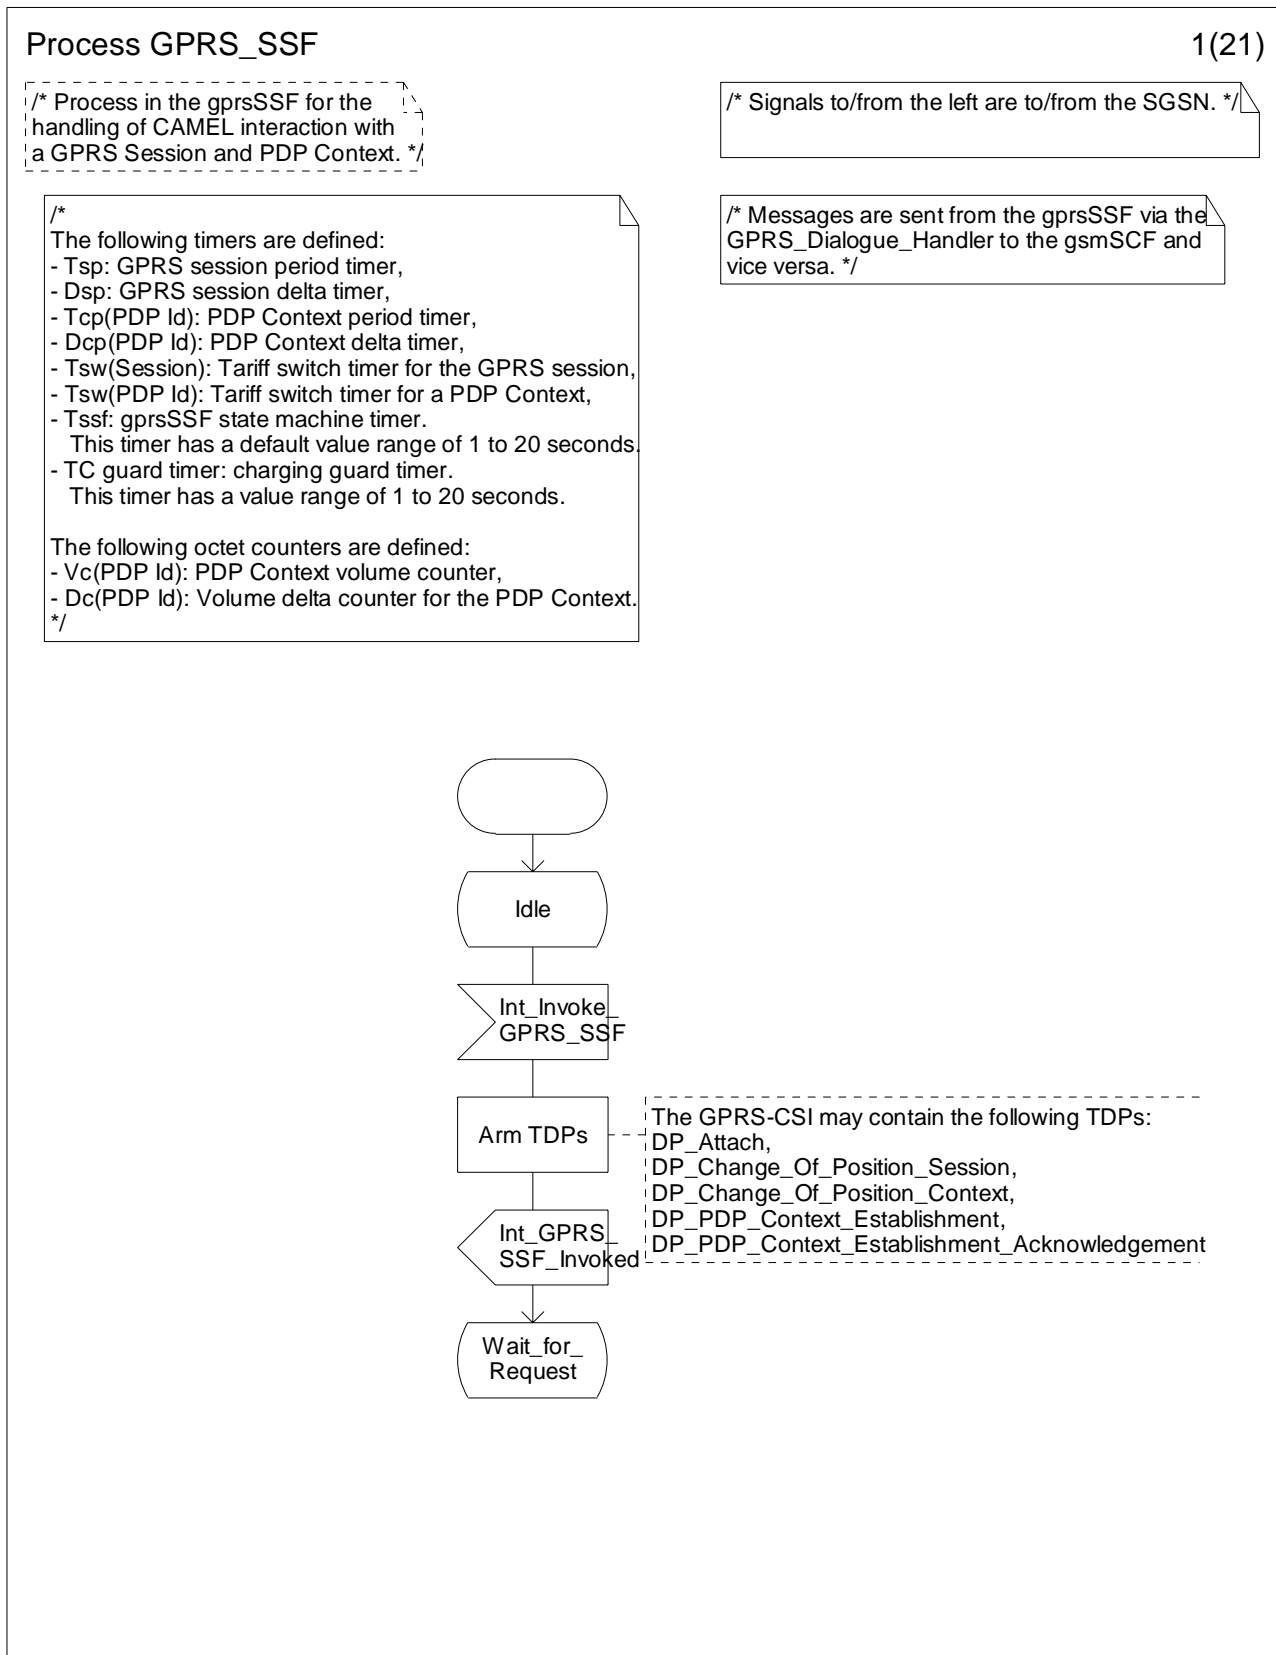 Process GPRS_SSF
1(21)
/* Process in the gprsSSF for the
handling of CAMEL interaction with
a GPRS Session and PDP Context. */
/* Signals to/from the left are to/from the SGSN. */
/*
The following timers are defined:
- Tsp: GPRS session period timer,
- Dsp: GPRS session delta timer,
- Tcp(PDP Id): PDP Context period timer,
- Dcp(PDP Id): PDP Context delta timer,
- Tsw(Session): Tariff switch timer for the GPRS session,
- Tsw(PDP Id): Tariff switch timer for a PDP Context,
- Tssf: gprsSSF state machine timer.
This timer has a default value range of 1 to 20 seconds.
- TC guard timer: charging guard timer.
This timer has a value range of 1 to 20 seconds.
The following octet counters are defined:
- Vc(PDP Id): PDP Context volume counter,
- Dc(PDP Id): Volume delta counter for the PDP Context.
*/
/* Messages are sent from the gprsSSF via the
GPRS_Dialogue_Handler to the gsmSCF and
vice versa. */
Idle
Int_Invoke_
GPRS_SSF
Arm TDPs
The GPRS-CSI may contain the following TDPs:
DP_Attach,
DP_Change_Of_Position_Session,
DP_Change_Of_Position_Context,
DP_PDP_Context_Establishment,
DP_PDP_Context_Establishment_Acknowledgement
Int_GPRS_
SSF_Invoked
Wait_for_
Request